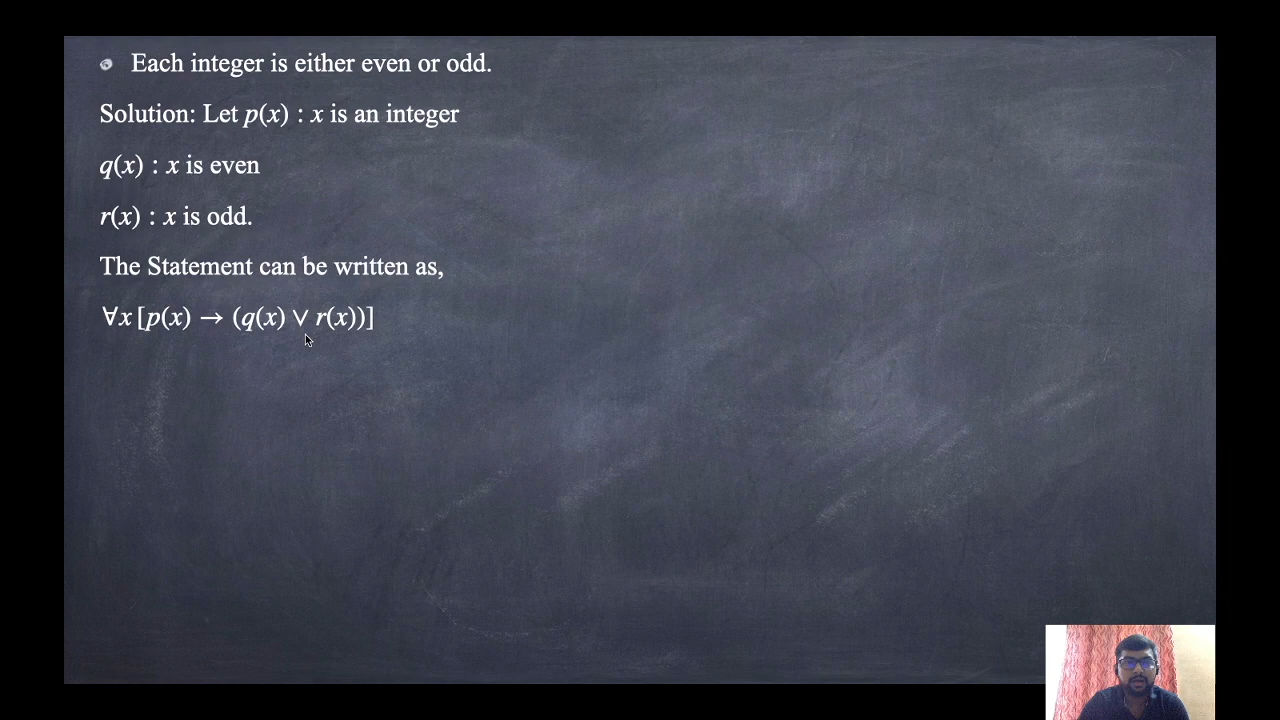 Each integer is either even or odd.
Solution: Let p(x) : x is an integer
q(x) : x is even
r(x) : x is odd.
The Statement can be written as,
∀x [p(x) → (q(x) ∨ r(x))]